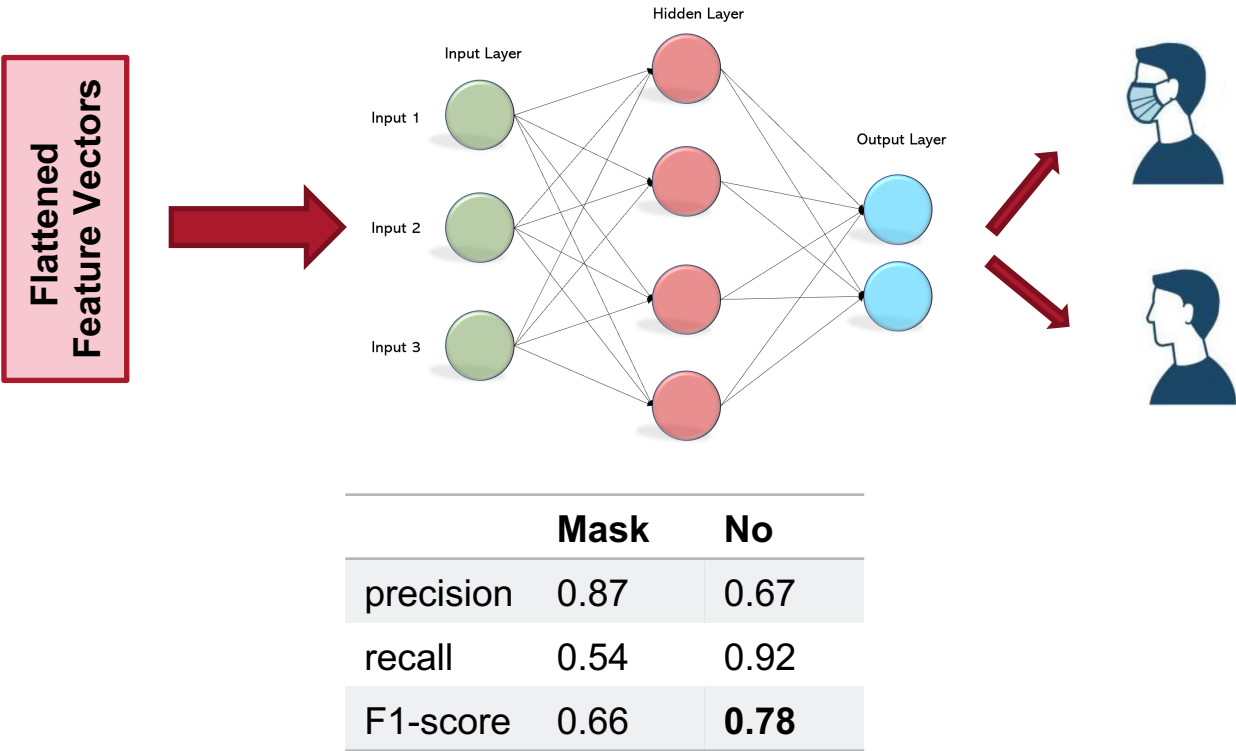 Flattened
Feature Vectors
Hidden Layer
Input Layer
Input 1
Output Layer
Input 2
Input 3
Mask No
precision 0.87 0.67
recall 0.54 0.92
F1-score 0.66 0.78